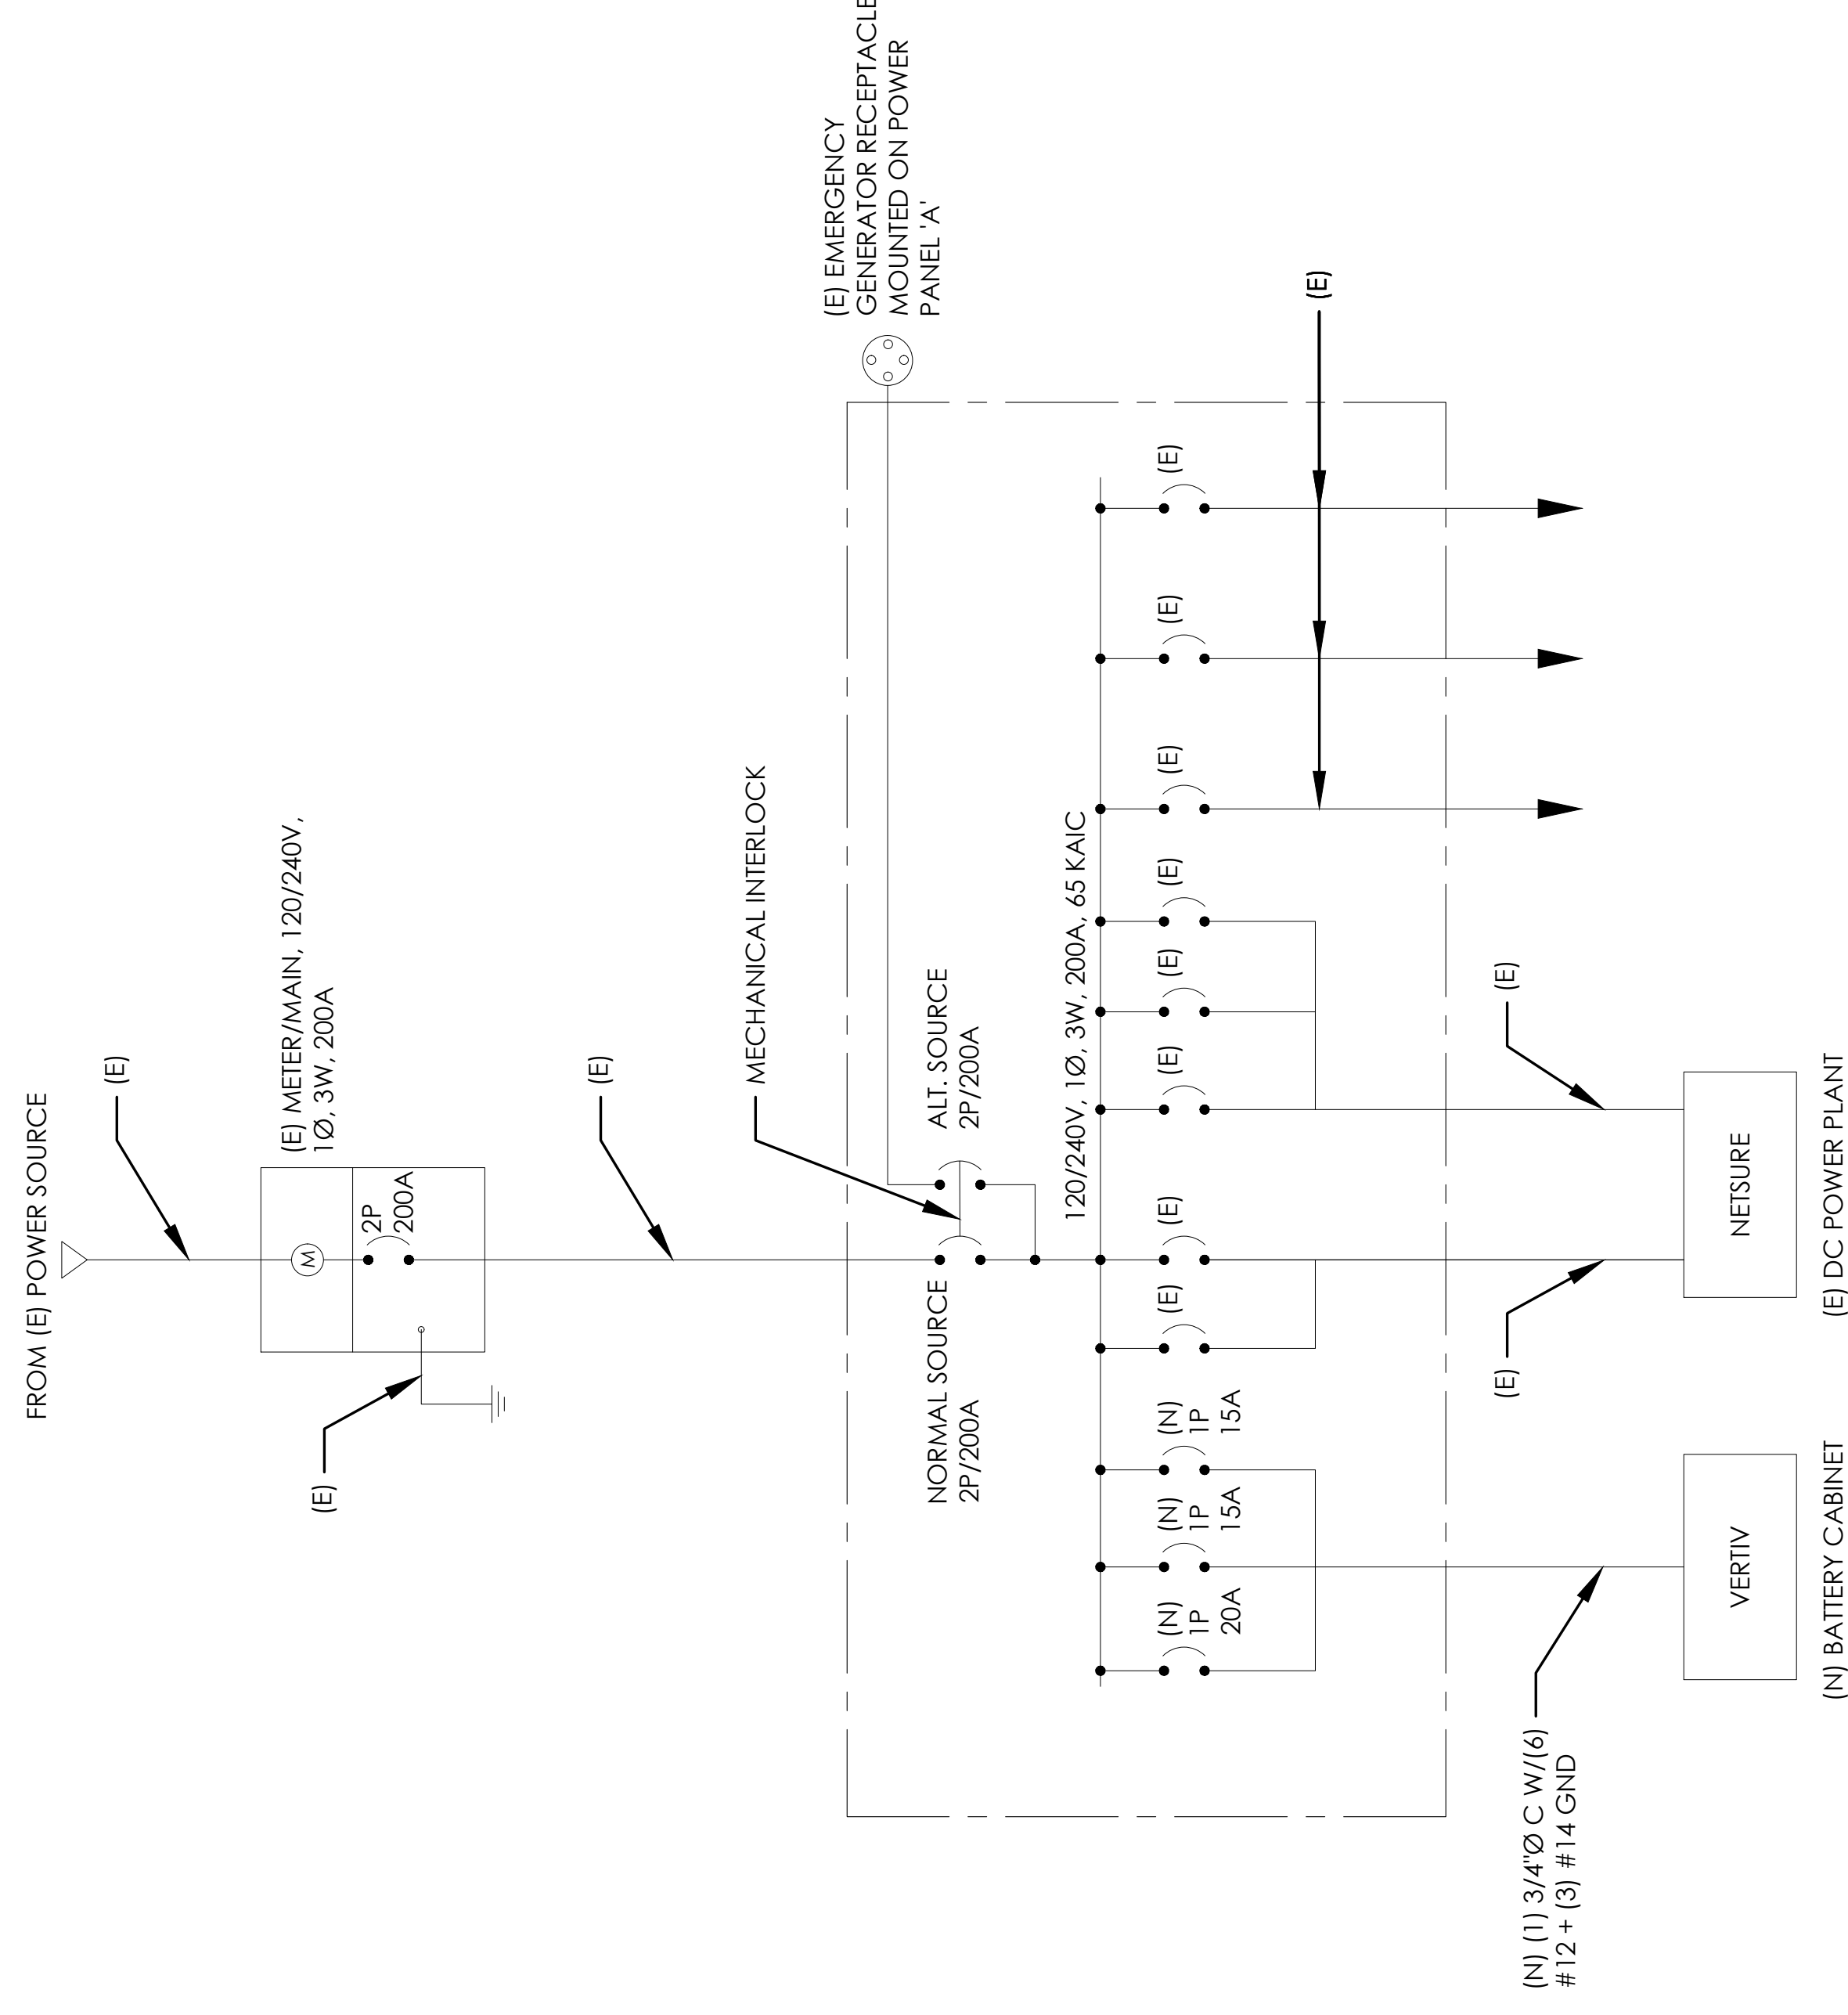 FROM (E) POWER SOURCE
(E)
(E) METER/MAIN, 120/240V,
1Ø, 3W, 200A
M
2P
200A
(E)
(E)
MECHANICAL INTERLOCK
(E) EMERGENCY
GENERATOR RECEPTACLE
MOUNTED ON POWER
PANEL 'A'
NORMAL SOURCE
2P/200A
ALT. SOURCE
2P/200A
120/240V, 1Ø, 3W, 200A, 65 KAIC
(N)
1P
20A
(N)
1P
15A
(N)
1P
15A
(E)
(E)
(E)
(E)
(E)
(E)
(E)
(E)
(E)
(N) (1) 3/4"Ø C W/(6)
#12 + (3) #14 GND
(E)
(E)
VERTIV
(N) BATTERY CABINET
NETSURE
(E) DC POWER PLANT